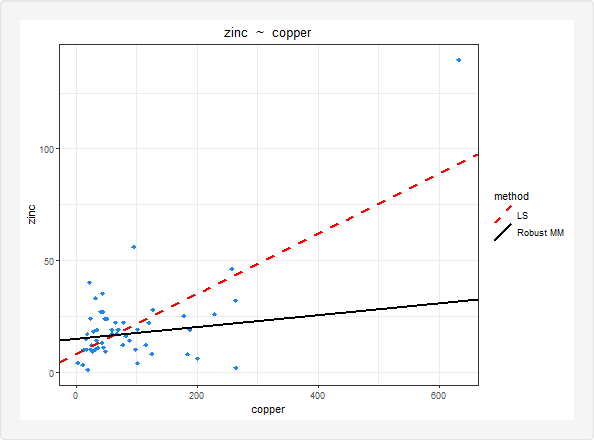 zinc ~ copper
100
50
0
zinc
0
200
400
600
copper
method
LS
Robust MM